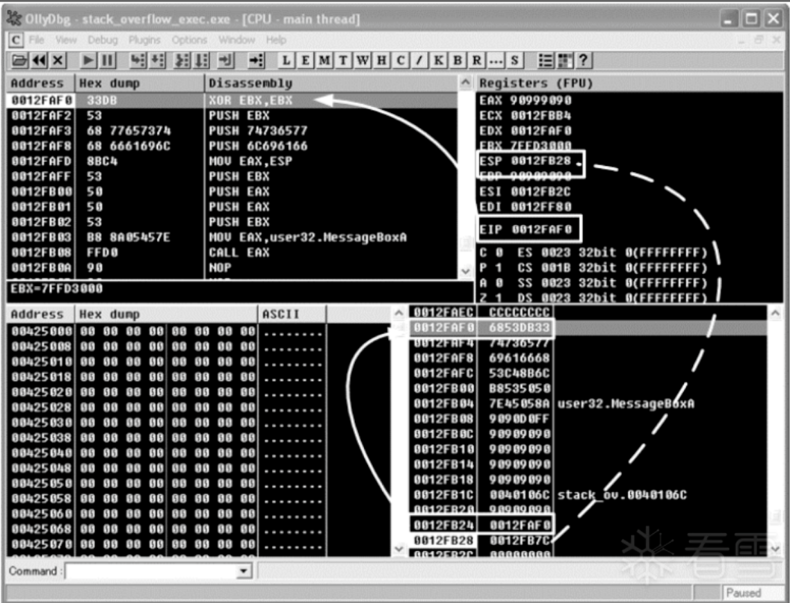 OllyDbg - stack_overflow_exec.exe - [CPU - main thread]
C File View Debug Plugins Options Window Help
L E M T W H C / K B R ... S ?
Address Hex dump Disassembly
0012FAF0 33DB XOR EBX,EBX
0012FAF2 53 PUSH EBX
0012FAF3 68 77657374 PUSH 74736577
0012FAF8 68 6661696C PUSH 6C696166
0012FAFD 8BC4 MOV EAX,ESP
0012FAFF 53 PUSH EBX
0012FB00 50 PUSH EAX
0012FB01 50 PUSH EAX
0012FB02 53 PUSH EBX
0012FB03 B8 8A05457E MOV EAX,user32.MessageBoxA
0012FB08 FFD0 CALL EAX
0012FB0A 90 NOP
EBX=7FFD3000
Registers (FPU)
EAX 90999090
ECX 0012FBB4
EDX 0012FAF0
EBX 7FFD3000
ESP 0012FB28
EBP 90909090
ESI 0012FB2C
EDI 0012FF80
EIP 0012FAF0
C 0 ES 0023 32bit 0(FFFFFFFF)
P 1 CS 001B 32bit 0(FFFFFFFF)
A 0 SS 0023 32bit 0(FFFFFFFF)
Z 1 DS 0023 32bit 0(FFFFFFFF)
Address Hex dump ASCII
00425000 00 00 00 00 00 00 00 00 ........
00425008 00 00 00 00 00 00 00 00 ........
00425010 00 00 00 00 00 00 00 00 ........
00425018 00 00 00 00 00 00 00 00 ........
00425020 00 00 00 00 00 00 00 00 ........
00425028 00 00 00 00 00 00 00 00 ........
00425030 00 00 00 00 00 00 00 00 ........
00425038 00 00 00 00 00 00 00 00 ........
00425040 00 00 00 00 00 00 00 00 ........
00425048 00 00 00 00 00 00 00 00 ........
00425050 00 00 00 00 00 00 00 00 ........
00425058 00 00 00 00 00 00 00 00 ........
00425060 00 00 00 00 00 00 00 00 ........
00425068 00 00 00 00 00 00 00 00 ........
00425070 00 00 00 00 00 00 00 00 ........
0012FAEC CCCCCCCC
0012FAF0 6853DB33
0012FAF4 74736577
0012FAF8 69616668
0012FAFC 53C48B6C
0012FB00 B8535050
0012FB04 7E45058A user32.MessageBoxA
0012FB08 9090D0FF
0012FB0C 90909090
0012FB10 90909090
0012FB14 90909090
0012FB18 90909090
0012FB1C 0040106C stack_ov.0040106C
0012FB20 90909090
0012FB24 0012FAF0
0012FB28 0012FB7C
0012FB2C 00000000
看雪
Command :
Paused